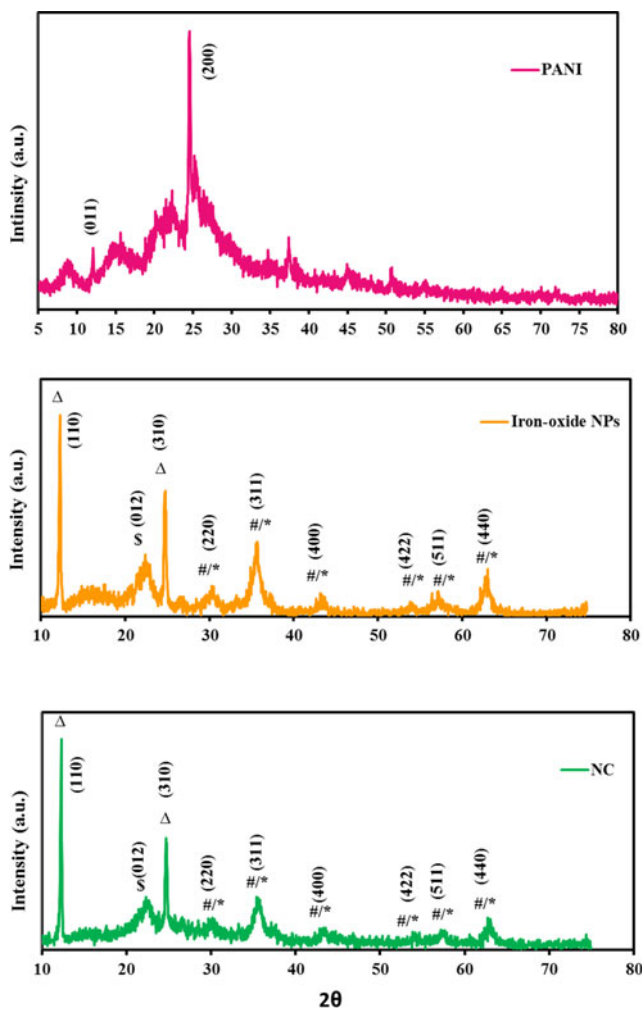 Intinsity (a.u.)
(011)
(200)
PANI
5 10 15 20 25 30 35 40 45 50 55 60 65 70 75 80
Intensity (a.u.)
Δ
(110)
(012)
$
(310)
Δ
(220)
#/*
(311)
#/*
(400)
#/*
(422)
#/*
(511)
#/*
(440)
#/*
Iron-oxide NPs
10 20 30 40 50 60 70 80
Intensity (a.u.)
Δ
(110)
(012)
$
(310)
Δ
(220)
#/*
(311)
#/*
(400)
#/*
(422)
#/*
(511)
#/*
(440)
#/*
NC
10 20 30 40 50 60 70 80
2θ